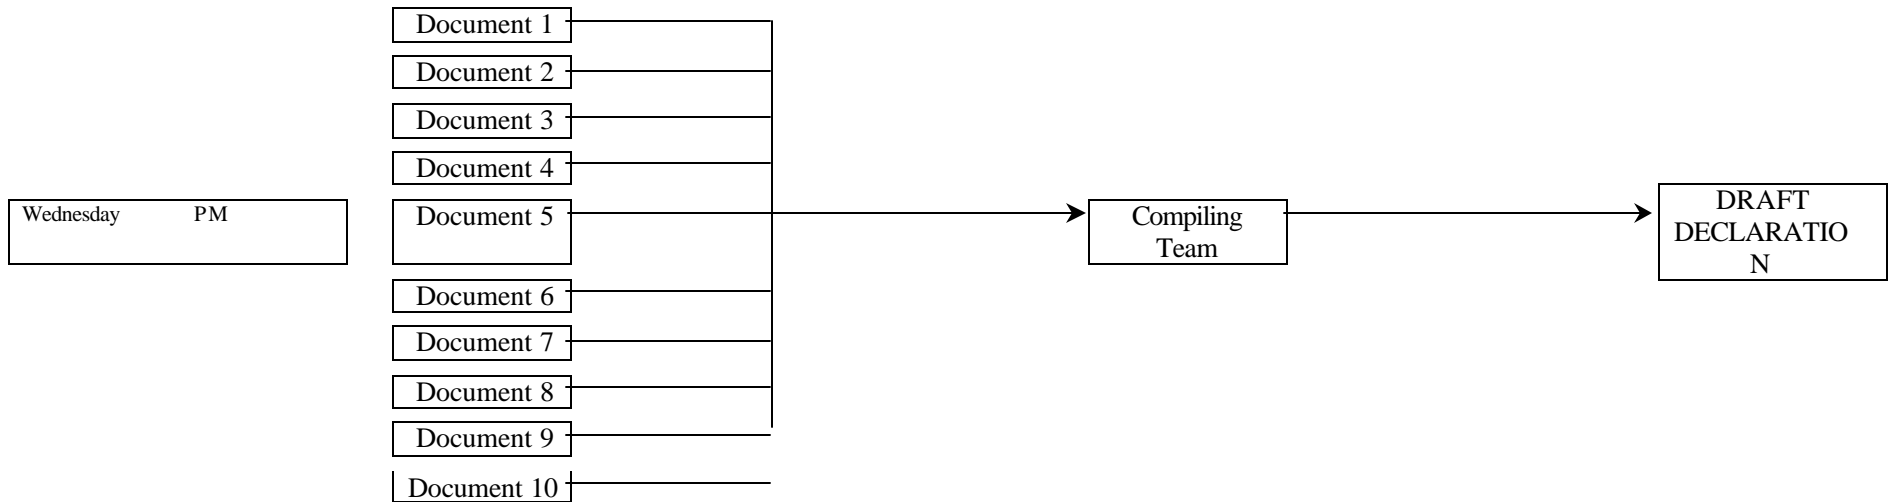 Document 1
Document 2
Document 3
Document 4
Wednesday PM
Document 5
Compiling
Team
DRAFT
DECLARATIO
N
Document 6
Document 7
Document 8
Document 9
Document 10